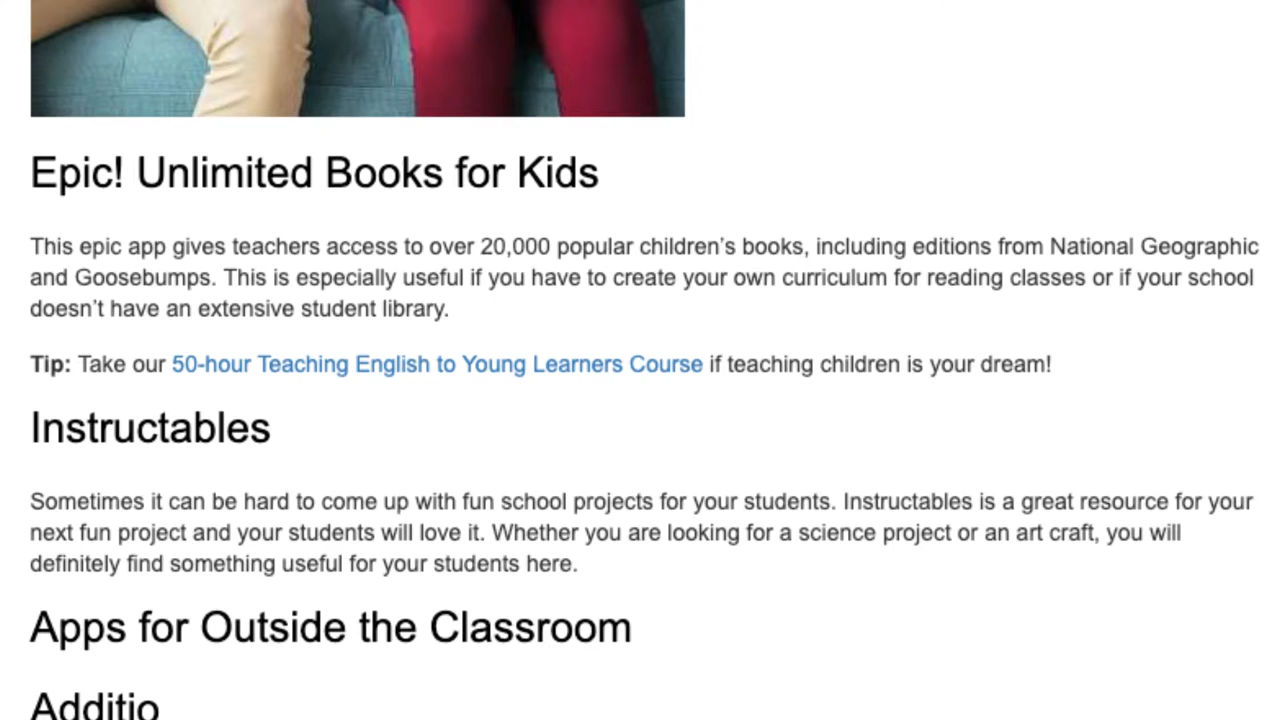 Epic! Unlimited Books for Kids
This epic app gives teachers access to over 20,000 popular children’s books, including editions from National Geographic
and Goosebumps. This is especially useful if you have to create your own curriculum for reading classes or if your school
doesn’t have an extensive student library.
Tip: Take our 50-hour Teaching English to Young Learners Course if teaching children is your dream!
Instructables
Sometimes it can be hard to come up with fun school projects for your students. Instructables is a great resource for your
next fun project and your students will love it. Whether you are looking for a science project or an art craft, you will
definitely find something useful for your students here.
Apps for Outside the Classroom
Additio